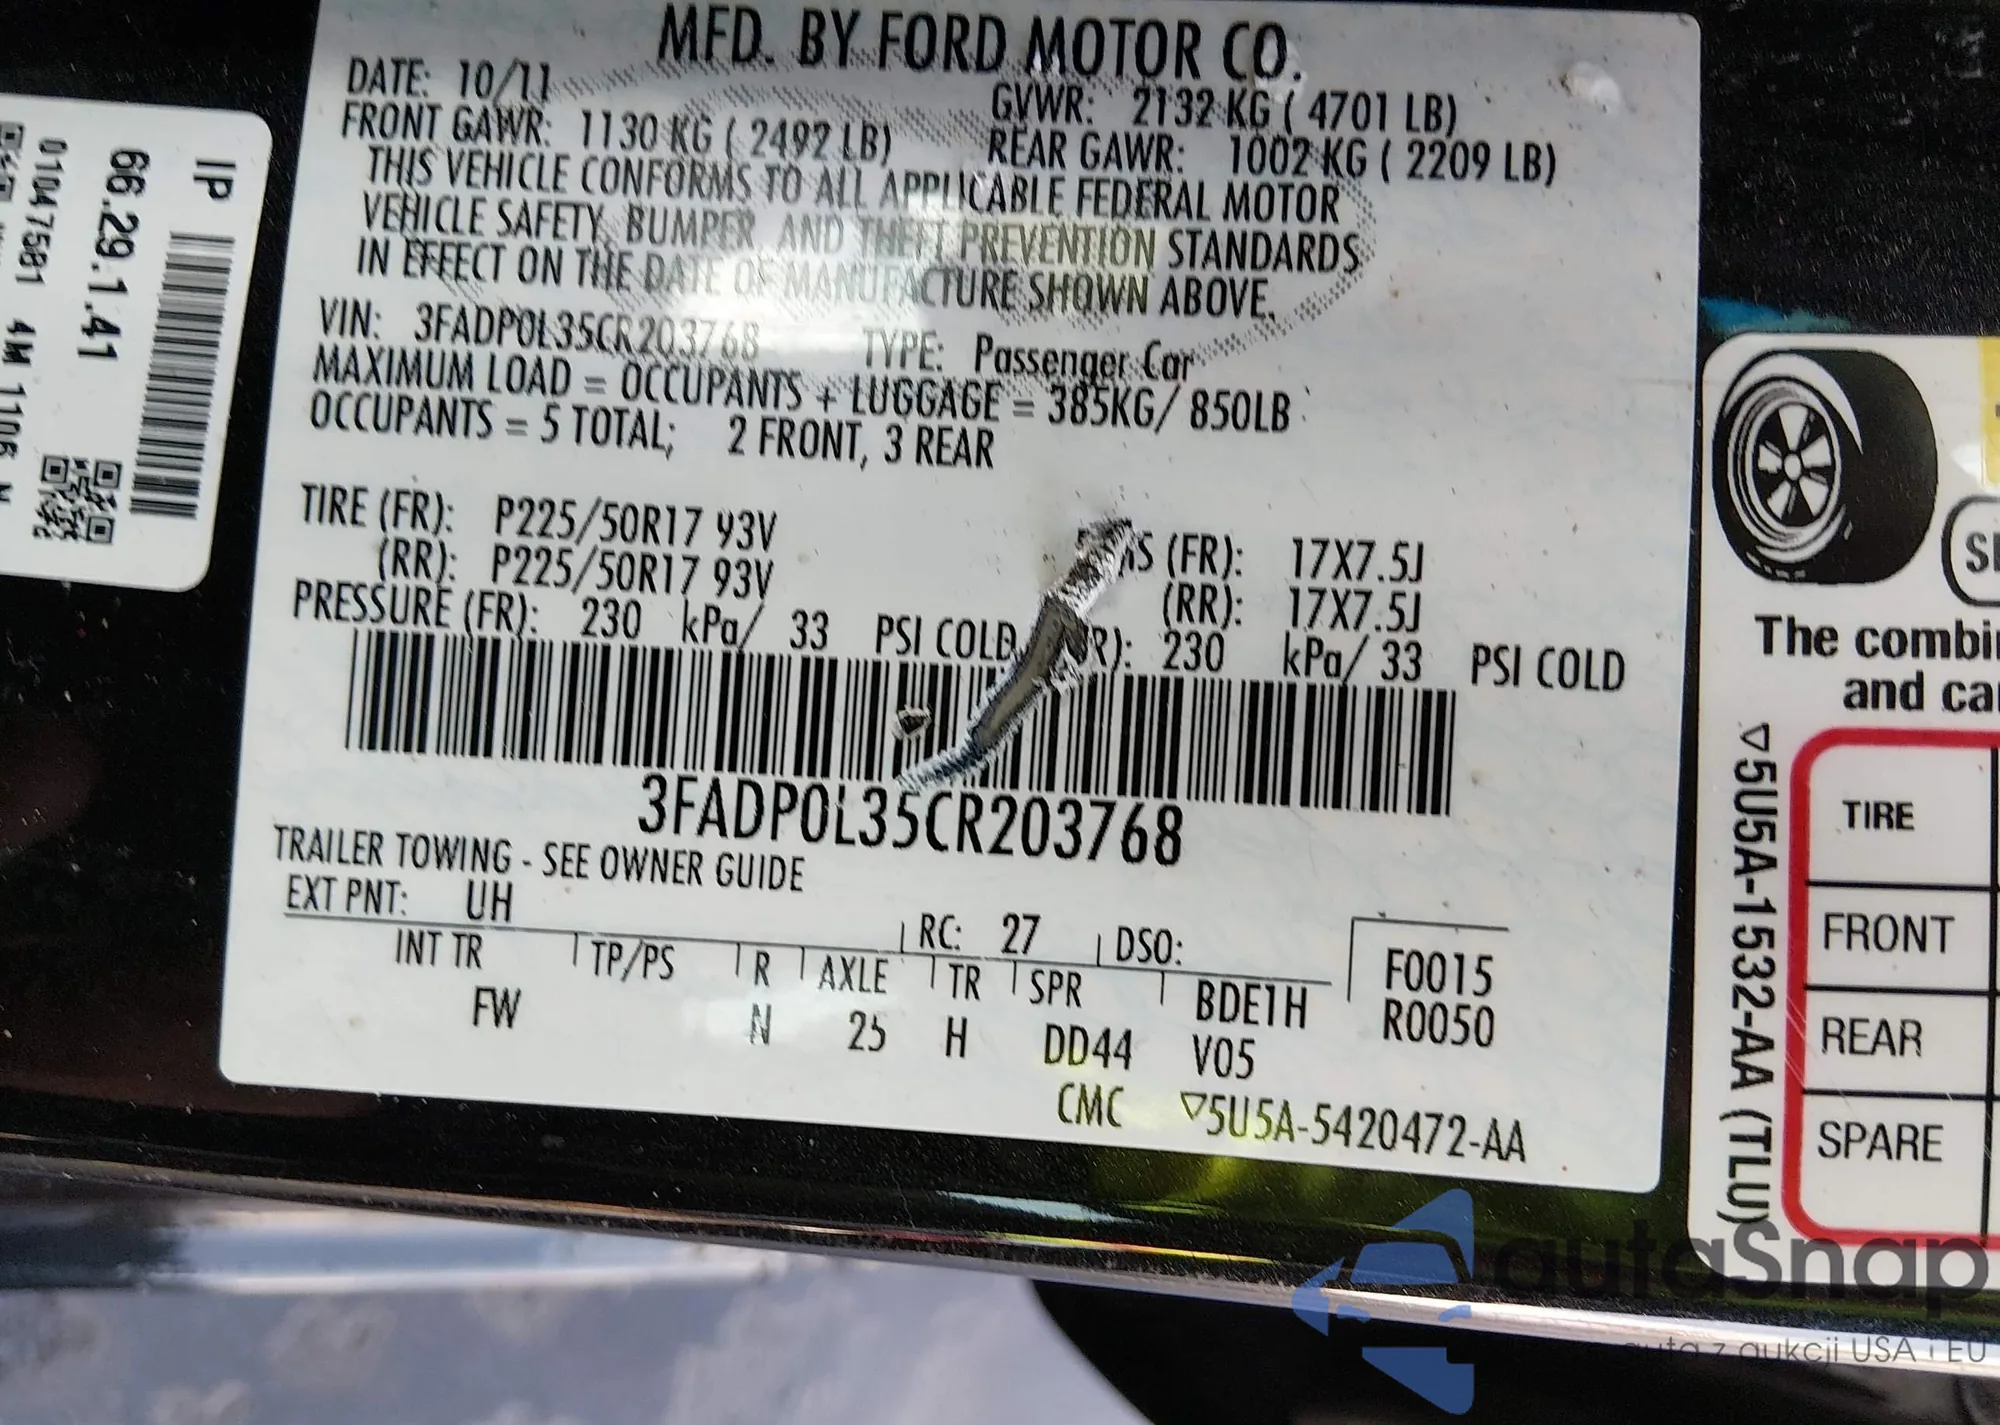 MFD. BY FORD MOTOR CO.
DATE: 10/11 GVWR: 2132 KG ( 4701 LB)
FRONT GAWR: 1130 KG ( 2492 LB) REAR GAWR: 1002 KG ( 2209 LB)
THIS VEHICLE CONFORMS TO ALL APPLICABLE FEDERAL MOTOR
VEHICLE SAFETY, BUMPER, AND THEFT PREVENTION STANDARDS
IN EFFECT ON THE DATE OF MANUFACTURE SHOWN ABOVE.
VIN: 3FADP0L35CR203768 TYPE: Passenger Car
MAXIMUM LOAD = OCCUPANTS + LUGGAGE = 385KG/ 850LB
OCCUPANTS = 5 TOTAL; 2 FRONT, 3 REAR
TIRE (FR): P225/50R17 93V (FR): 17X7.5J
(RR): P225/50R17 93V (RR): 17X7.5J
PRESSURE (FR): 230 kPa/ 33 PSI COLD 230 kPa/ 33 PSI COLD
3FADP0L35CR203768
TRAILER TOWING - SEE OWNER GUIDE
EXT PNT: UH RC: 27 DSO:
INT TR TP/PS R AXLE TR SPR BDE1H F0015
FW N 25 H DD44 V05 R0050
CMC ▽5U5A-5420472-AA
IP
66.29.1.41
010475681 4M 1106 N
The combi
and ca
▽5U5A-1532-AA (TLU)
TIRE
FRONT
REAR
SPARE
autaSnap
auta z aukcji USA i EU